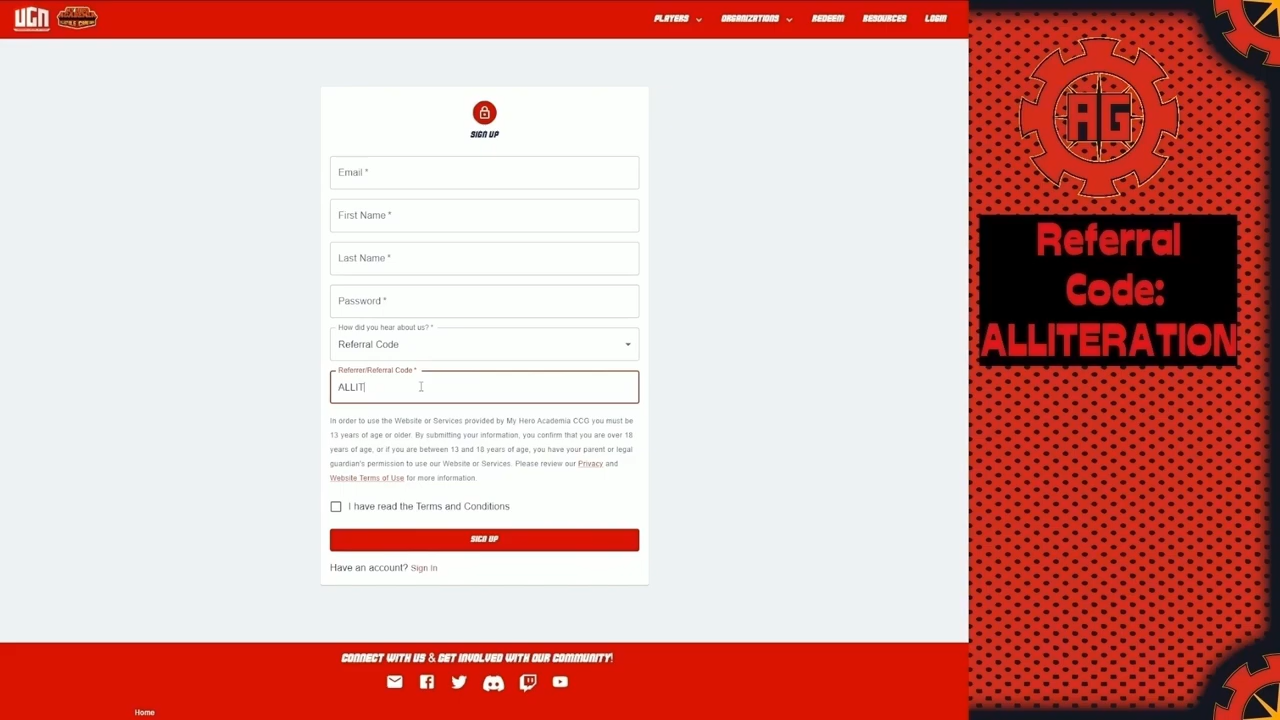 UGN
PLAYERS
ORGANIZATIONS
REDEEM
RESOURCES
LOGIN
SIGN UP
Email *
First Name *
Last Name *
Password *
How did you hear about us? *
Referral Code
Referrer/Referral Code *
ALLIT
In order to use the Website or Services provided by My Hero Academia CCG you must be
13 years of age or older. By submitting your information, you confirm that you are over 18
years of age, or if you are between 13 and 18 years of age, you have your parent or legal
guardian's permission to use our Website or Services. Please review our Privacy and
Website Terms of Use for more information.
I have read the Terms and Conditions
SIGN UP
Have an account? Sign In
CONNECT WITH US & GET INVOLVED WITH OUR COMMUNITY!
Home
AG
Referral
Code:
ALLITERATION